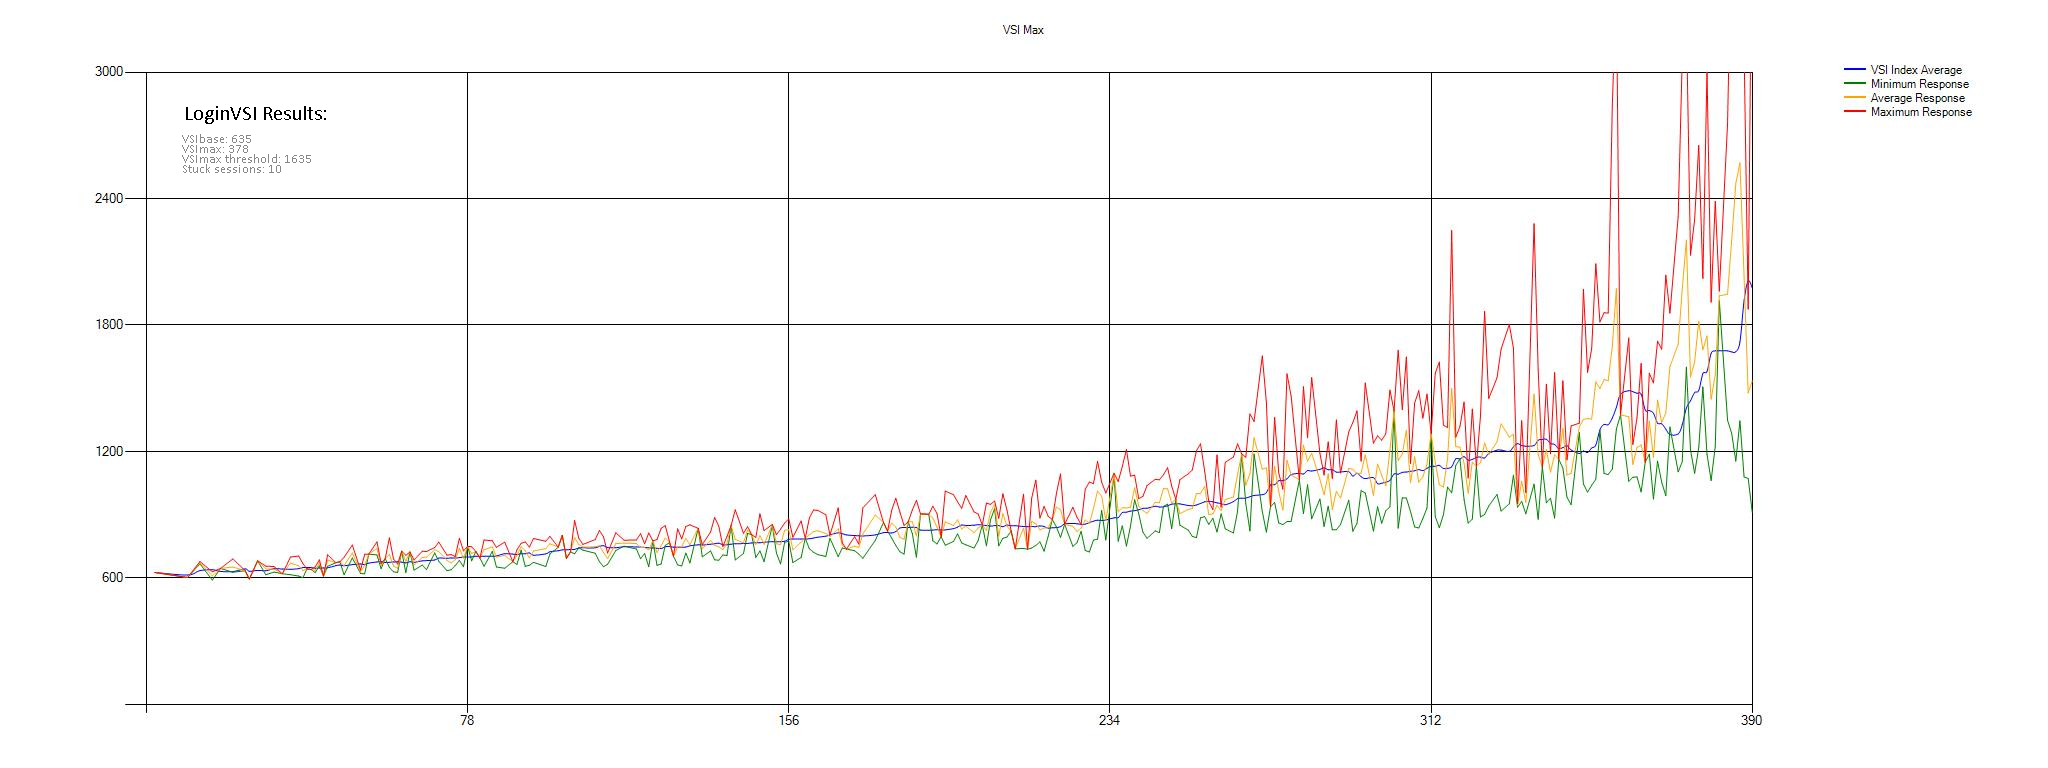 VSI Max
3000
2400
1800
1200
600
LoginVSI Results:
VSIbase: 635
VSImax: 378
VSImax threshold: 1635
Stuck sessions: 10
VSI Index Average
Minimum Response
Average Response
Maximum Response
78
156
234
312
390